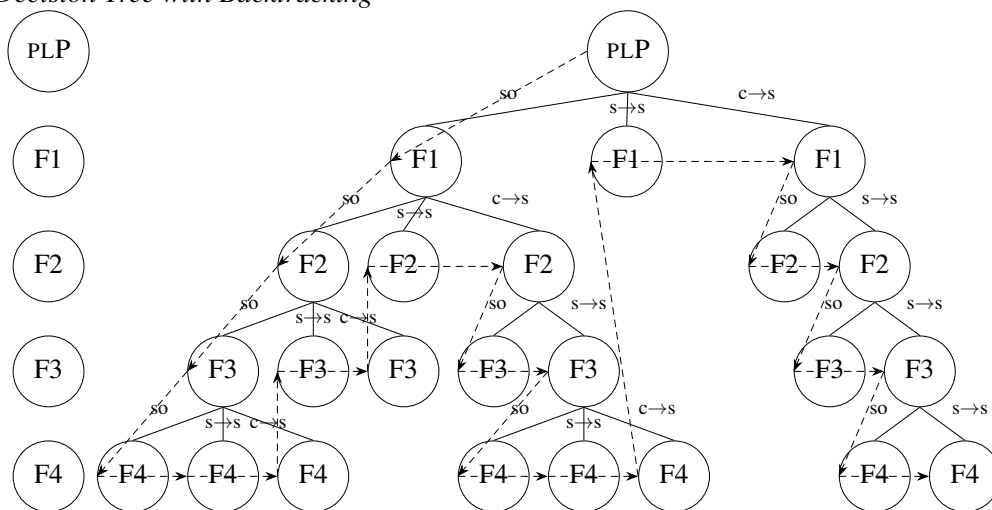 Decision Tree with Backtracking
PLP PLP
so s→s c→s
F1 F1 F1 F1
so s→s c→s so s→s
F2 F2 F2 F2 F2 F2
so s→s c→s so s→s so s→s
F3 F3 F3 F3 F3 F3 F3 F3
so s→s c→s so s→s c→s so s→s
F4 F4 F4 F4 F4 F4 F4 F4 F4